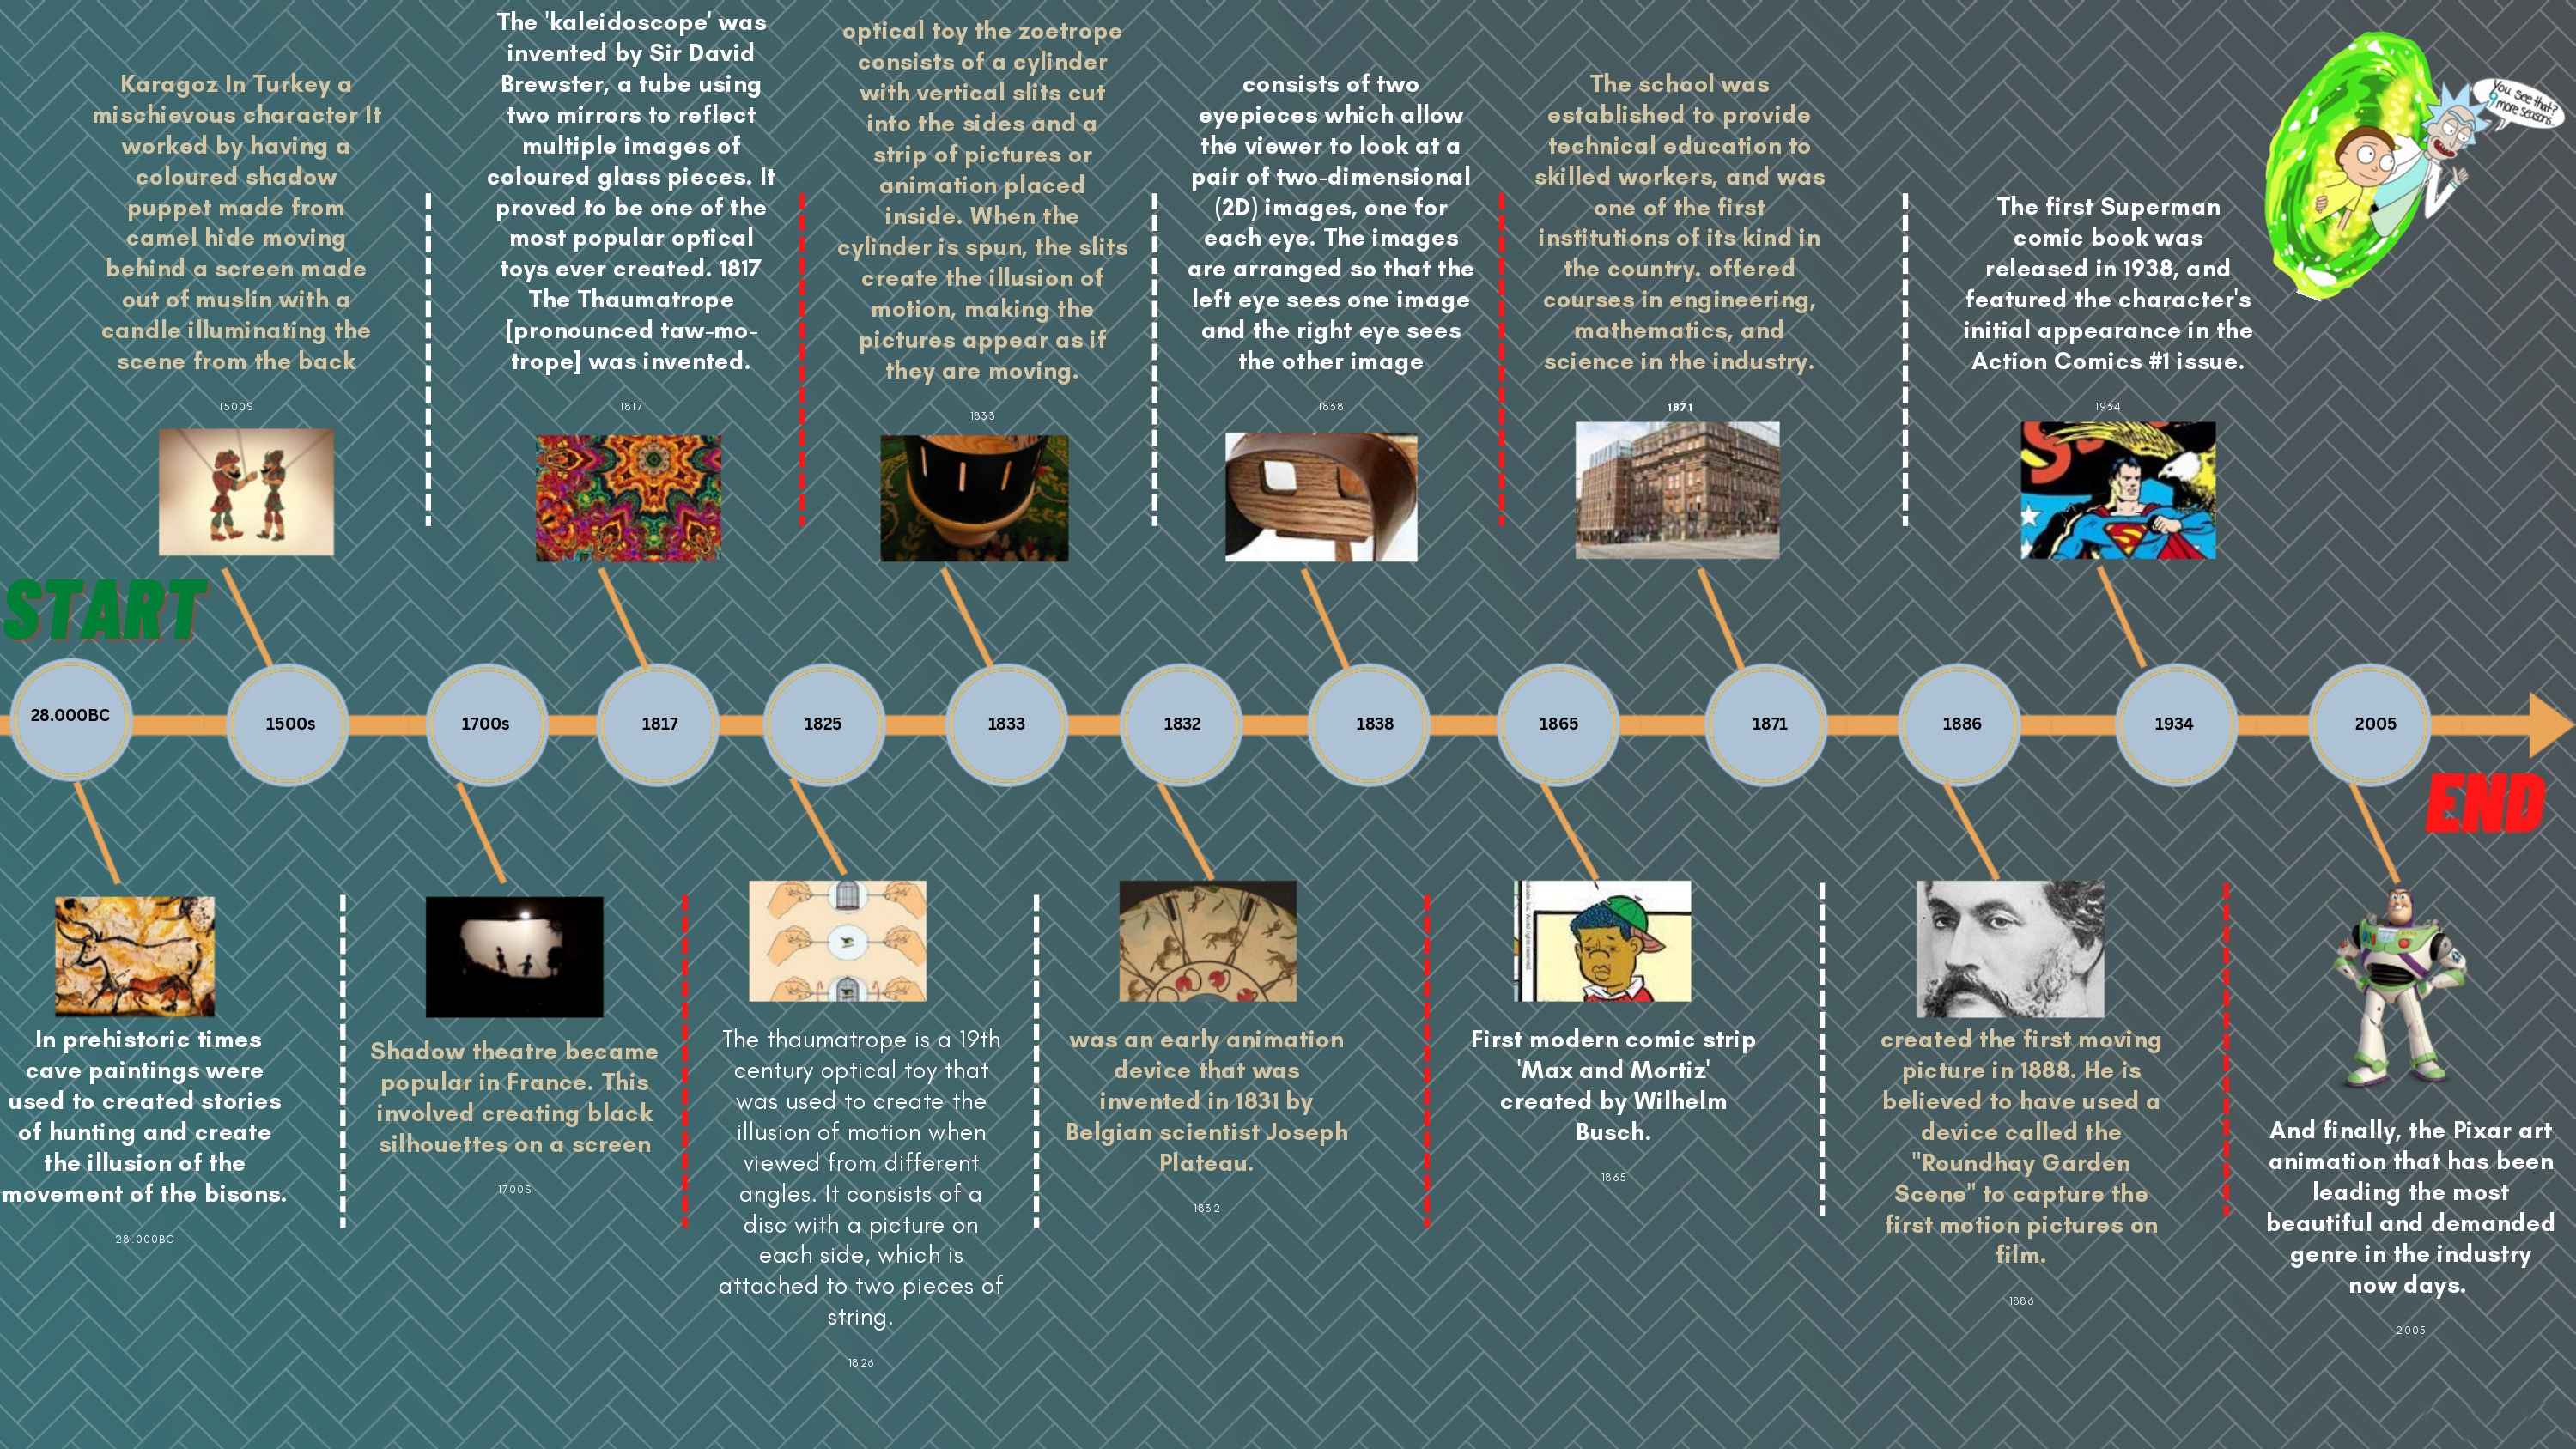 Karagoz In Turkey a
mischievous character It
worked by having a
coloured shadow
puppet made from
camel hide moving
behind a screen made
out of muslin with a
candle illuminating the
scene from the back
1500S
The 'kaleidoscope' was
invented by Sir David
Brewster, a tube using
two mirrors to reflect
multiple images of
coloured glass pieces. It
proved to be one of the
most popular optical
toys ever created. 1817
The Thaumatrope
[pronounced taw-mo-
trope] was invented.
1817
optical toy the zoetrope
consists of a cylinder
with vertical slits cut
into the sides and a
strip of pictures or
animation placed
inside. When the
cylinder is spun, the slits
create the illusion of
motion, making the
pictures appear as if
they are moving.
1833
consists of two
eyepieces which allow
the viewer to look at a
pair of two-dimensional
(2D) images, one for
each eye. The images
are arranged so that the
left eye sees one image
and the right eye sees
the other image
1838
The school was
established to provide
technical education to
skilled workers, and was
one of the first
institutions of its kind in
the country. offered
courses in engineering,
mathematics, and
science in the industry.
1871
The first Superman
comic book was
released in 1938, and
featured the character's
initial appearance in the
Action Comics #1 issue.
1934
You see that?
9 more seasons..
START
28.000BC
1500s
1700s
1817
1825
1833
1832
1838
1865
1871
1886
1934
2005
END
In prehistoric times
cave paintings were
used to created stories
of hunting and create
the illusion of the
movement of the bisons.
28.000BC
Shadow theatre became
popular in France. This
involved creating black
silhouettes on a screen
1700S
The thaumatrope is a 19th
century optical toy that
was used to create the
illusion of motion when
viewed from different
angles. It consists of a
disc with a picture on
each side, which is
attached to two pieces of
string.
1826
was an early animation
device that was
invented in 1831 by
Belgian scientist Joseph
Plateau.
1832
First modern comic strip
'Max and Mortiz'
created by Wilhelm
Busch.
1865
created the first moving
picture in 1888. He is
believed to have used a
device called the
"Roundhay Garden
Scene" to capture the
first motion pictures on
film.
1886
And finally, the Pixar art
animation that has been
leading the most
beautiful and demanded
genre in the industry
now days.
2005